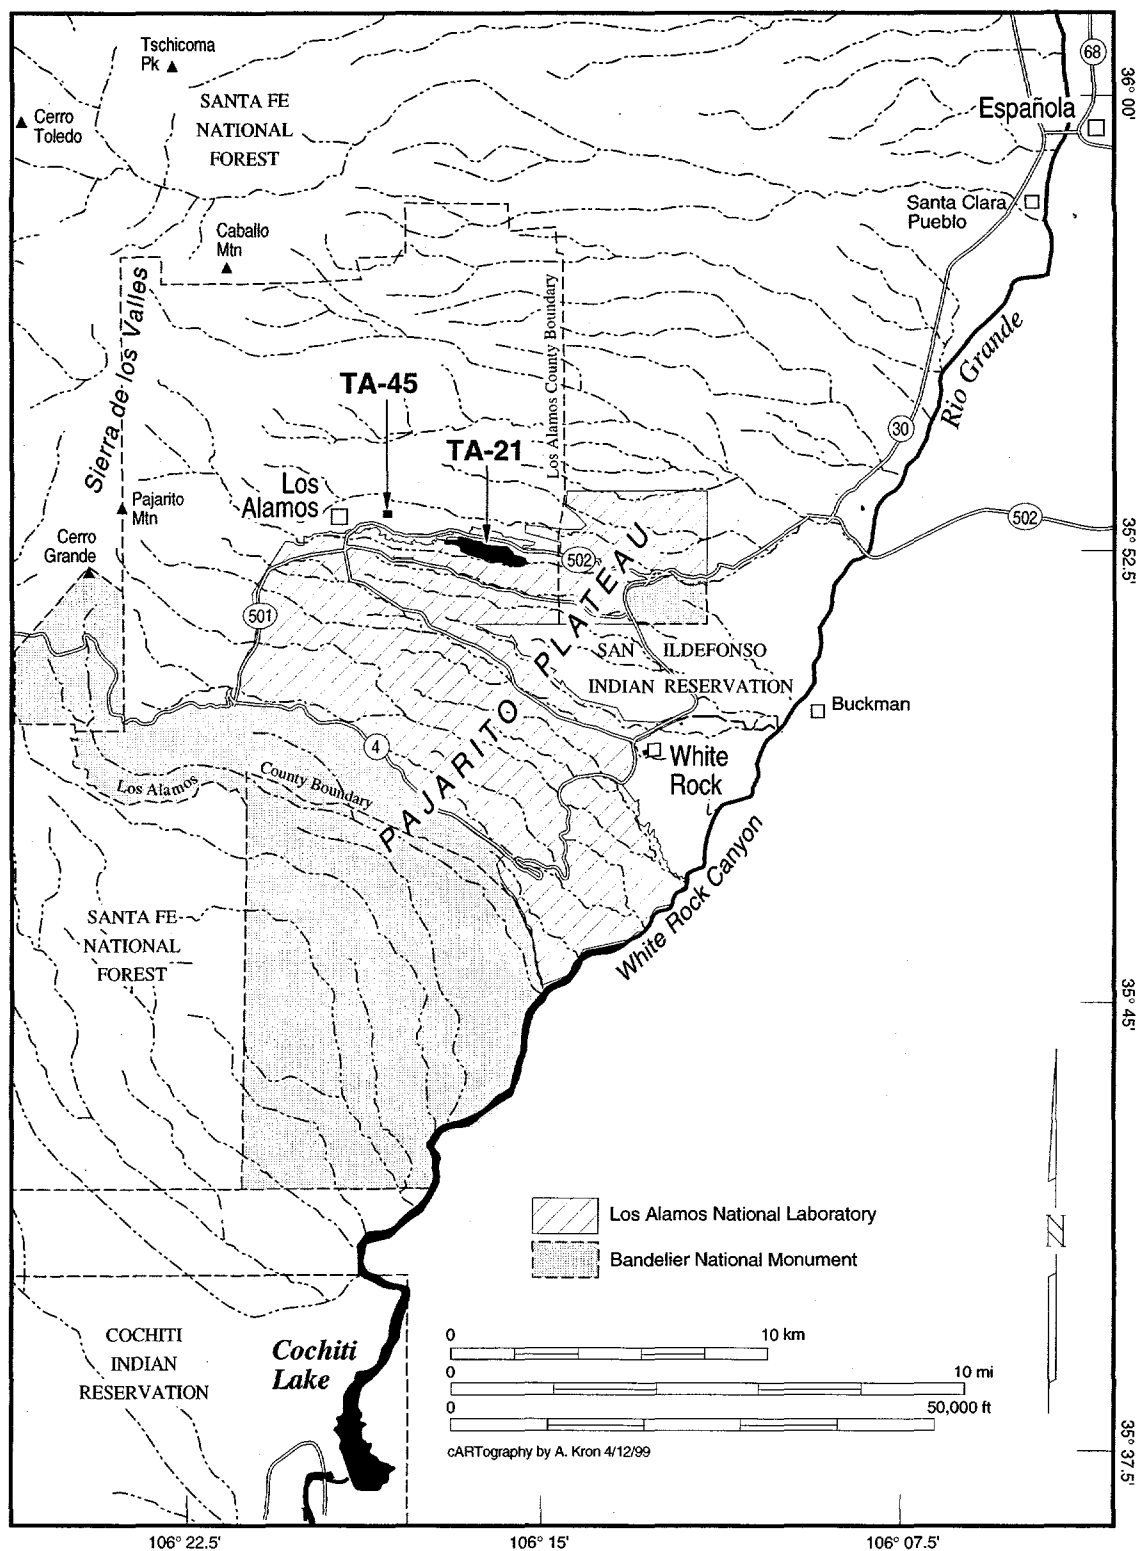 Tschicoma
Pk
68
Cerro
Toledo
SANTA FE
NATIONAL
FOREST
36° 00'
Española
Santa Clara
Pueblo
Caballo
Mtn
Sierra de los Valles
Los Alamos County Boundary
Rio Grande
TA-45
30
TA-21
Los
Alamos
Pajarito
Mtn
502
Cerro
Grande
502
35° 52.5'
501
PAJARITO PLATEAU
SAN ILDEFONSO
INDIAN RESERVATION
Buckman
4
White
Rock
Los Alamos County Boundary
White Rock Canyon
SANTA FE
NATIONAL
FOREST
35° 45'
N
Los Alamos National Laboratory
Bandelier National Monument
COCHITI
INDIAN
RESERVATION
Cochiti
Lake
0 10 km
0 10 mi
0 50,000 ft
cARTography by A. Kron 4/12/99
35° 37.5'
106° 22.5' 106° 15' 106° 07.5'